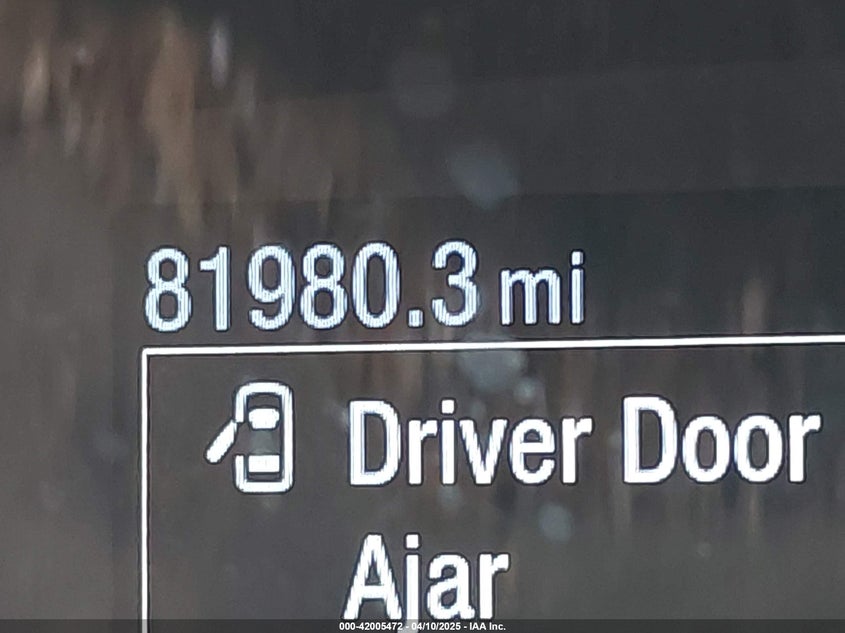 81980.3 mi
Driver Door
Ajar
000-42005472 - 04/10/2025 - IAA Inc.